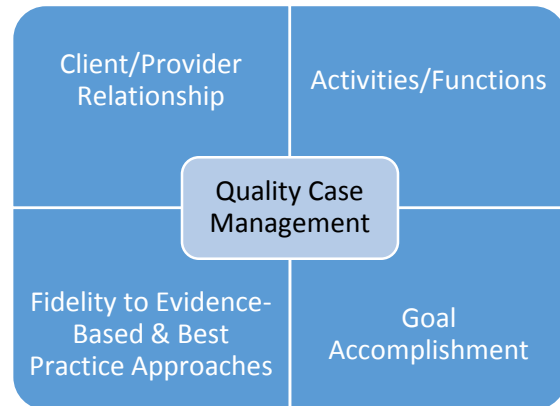 Client/Provider
Relationship
Activities/Functions
Quality Case
Management
Fidelity to Evidence-
Based & Best
Practice Approaches
Goal
Accomplishment